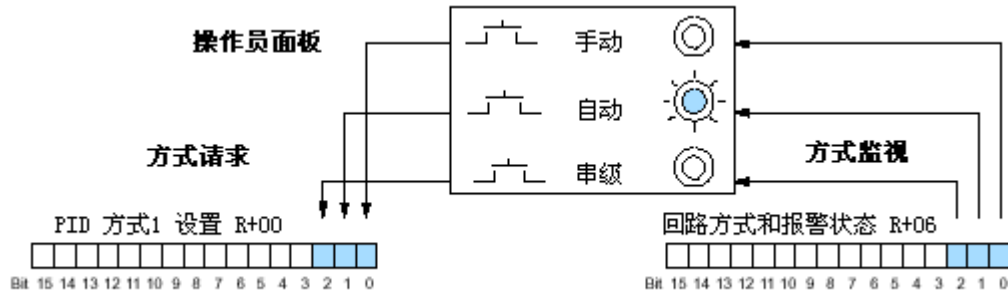 操作员面板
手动
自动
方式请求
方式监视
串级
PID 方式1 设置 R+00
回路方式和报警状态 R+06
Bit 15 14 13 12 11 10 9 8 7 6 5 4 3 2 1 0
Bit 15 14 13 12 11 10 9 8 7 6 5 4 3 2 1 0